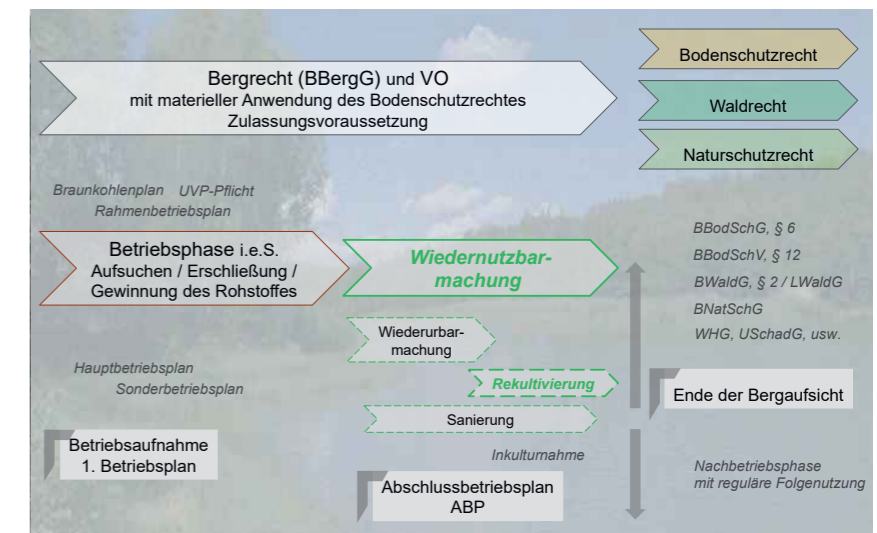 Bergrecht (BBergG) und VO
mit materieller Anwendung des Bodenschutzrechtes
Zulassungsvoraussetzung
Bodenschutzrecht
Waldrecht
Naturschutzrecht
Braunkohlenplan UVP-Pflicht
Rahmenbetriebsplan
Betriebsphase i.e.S.
Aufsuchen / Erschließung /
Gewinnung des Rohstoffes
Wiedernutzbar-
machung
BBodSchG, § 6
BBodSchV, § 12
BWaldG, § 2 / LWaldG
BNatSchG
WHG, USchadG, usw.
Wiederurbar-
machung
Hauptbetriebsplan
Sonderbetriebsplan
Rekultivierung
Sanierung
Ende der Bergaufsicht
Betriebsaufnahme
1. Betriebsplan
Inkulturnahme
Abschlussbetriebsplan
ABP
Nachbetriebsphase
mit reguläre Folgenutzung